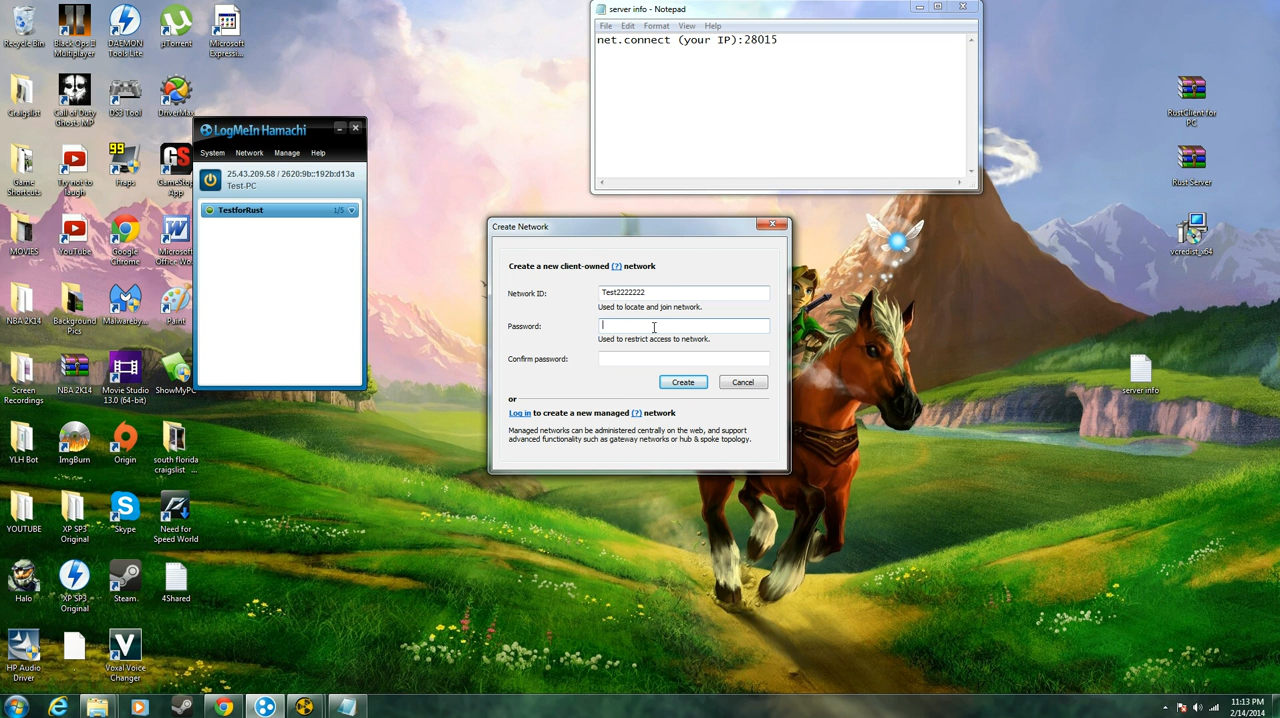 Recycle Bin
Black Ops II
Multiplayer
DAEMON
Tools Lite
µTorrent
Microsoft
Expressi...
Craigslist
Call of Duty
Ghosts MP
DS3 Tool
DriverMax
Game
Shortcuts
Try not to
laugh
99
Fraps
GS
GameStop
App
MOVIES
YouTube
Google
Chrome
Microsoft
Office Wo...
NBA 2K14
Background
Pics
Malwareby...
Paint
Screen
Recordings
NBA 2K14
Movie Studio
13.0 (64-bit)
ShowMyPC
YLH Bot
ImgBurn
Origin
south florida
craigslist ...
YOUTUBE
XP SP3
Original
Skype
Need for
Speed World
Halo
XP SP3
Original
Steam
4Shared
HP Audio
Driver
.
Voxal Voice
Changer
LogMeIn Hamachi
System Network Manage Help
25.43.209.58 / 2620:9b::192b:d13a
Test-PC
TestforRust 1/5
server info - Notepad
File Edit Format View Help
net.connect (your IP):28015
Create Network
Create a new client-owned (?) network
Network ID: Test2222222
Used to locate and join network.
Password:
Used to restrict access to network.
Confirm password:
Create Cancel
or
Log in to create a new managed (?) network
Managed networks can be administered centrally on the web, and support
advanced functionality such as gateway networks or hub & spoke topology.
RustClient for
PC
Rust Server
vcredist_x64
server info
11:13 PM
2/14/2014